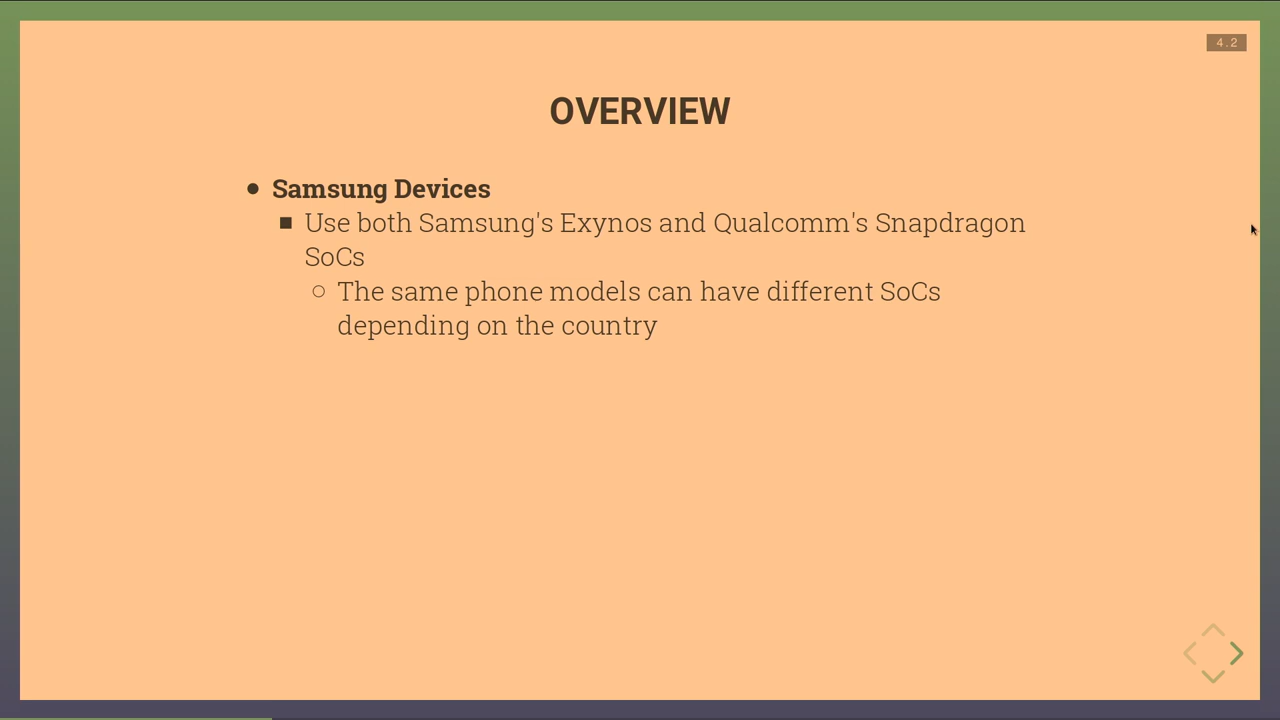 4.2
OVERVIEW
Samsung Devices
Use both Samsung's Exynos and Qualcomm's Snapdragon
SoCs
The same phone models can have different SoCs
depending on the country